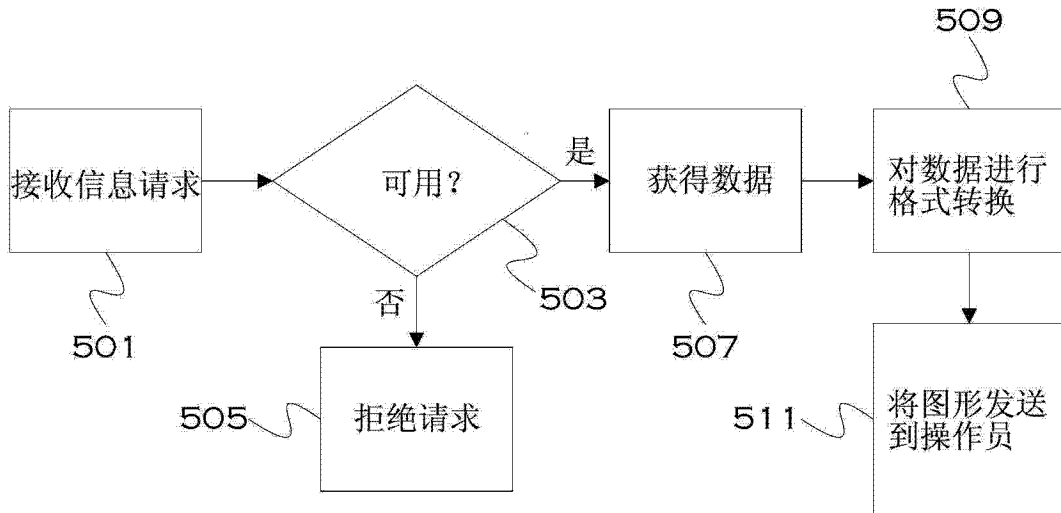 509
接收信息请求
可用？
是
获得数据
对数据进行
格式转换
否
503
501
507
505
拒绝请求
511
将图形发送
到操作员